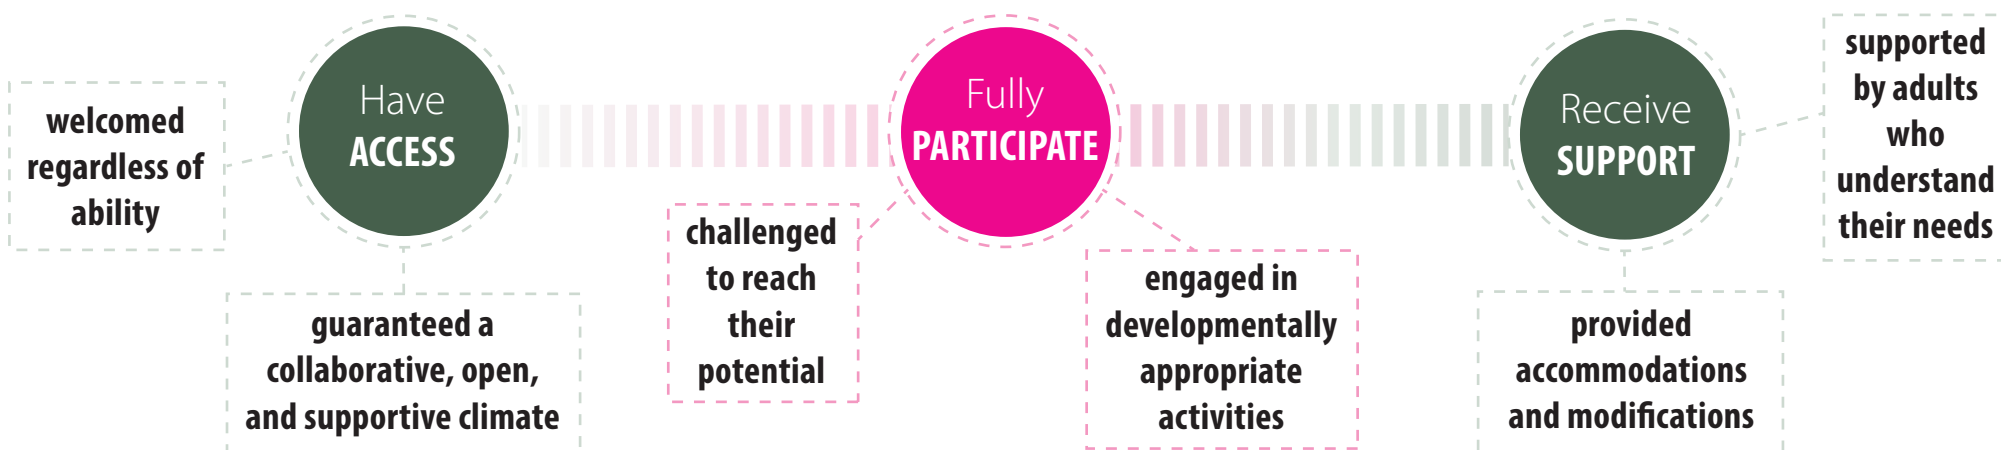 Have
ACCESS
welcomed
regardless of
ability
guaranteed a
collaborative, open,
and supportive climate
Fully
PARTICIPATE
challenged
to reach
their
potential
engaged in
developmentally
appropriate
activities
Receive
SUPPORT
supported
by adults
who
understand
their needs
provided
accommodations
and modifications